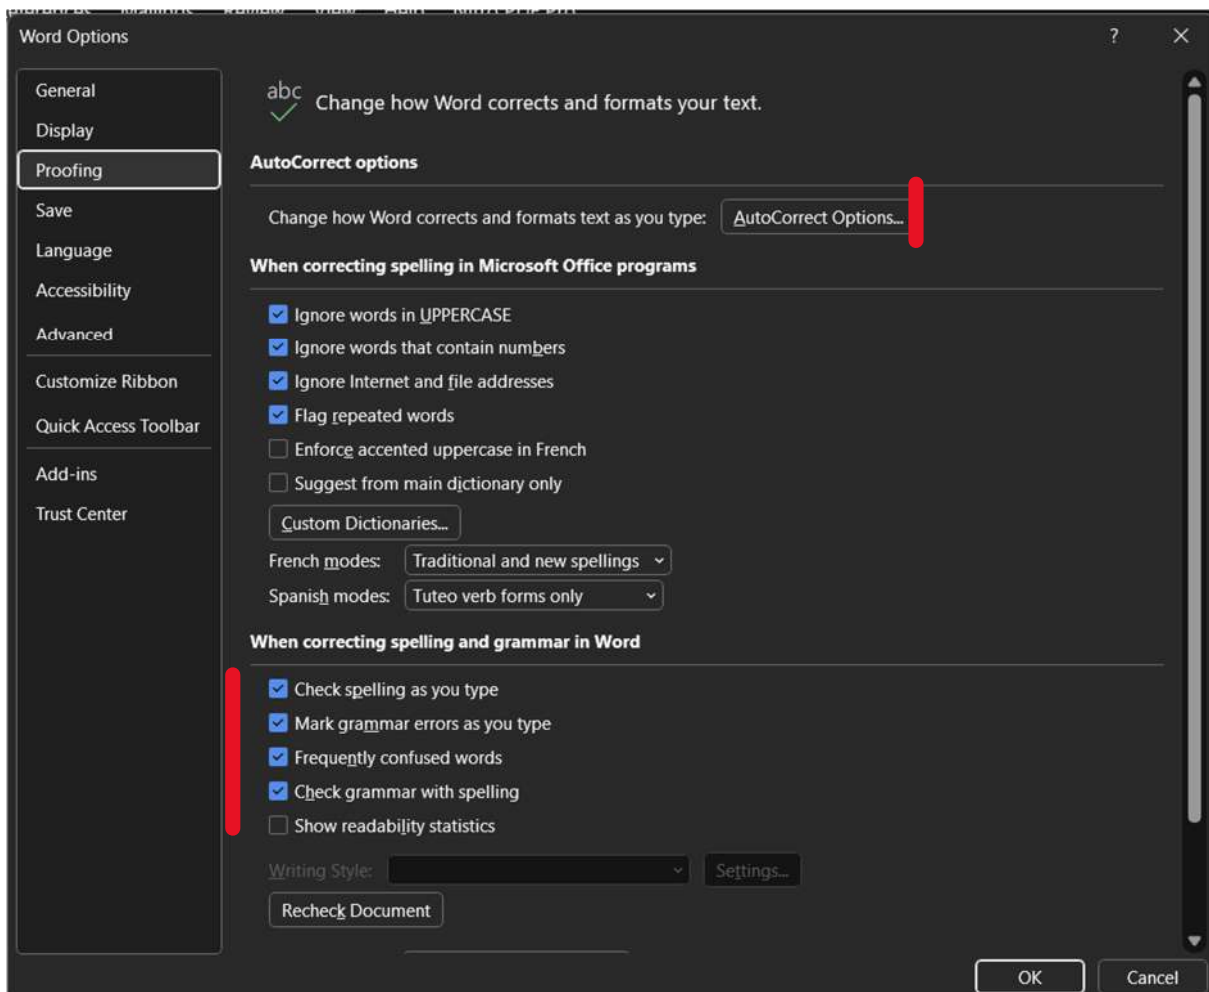 Word Options
?
General
Display
Proofing
Save
Language
Accessibility
Advanced
Customize Ribbon
Quick Access Toolbar
Add-ins
Trust Center
abc
Change how Word corrects and formats your text.
AutoCorrect options
Change how Word corrects and formats text as you type: AutoCorrect Options...
When correcting spelling in Microsoft Office programs
Ignore words in UPPERCASE
Ignore words that contain numbers
Ignore Internet and file addresses
Flag repeated words
Enforce accented uppercase in French
Suggest from main dictionary only
Custom Dictionaries...
French modes: Traditional and new spellings
Spanish modes: Tuteo verb forms only
When correcting spelling and grammar in Word
Check spelling as you type
Mark grammar errors as you type
Frequently confused words
Check grammar with spelling
Show readability statistics
Writing Style: Settings...
Recheck Document
OK Cancel